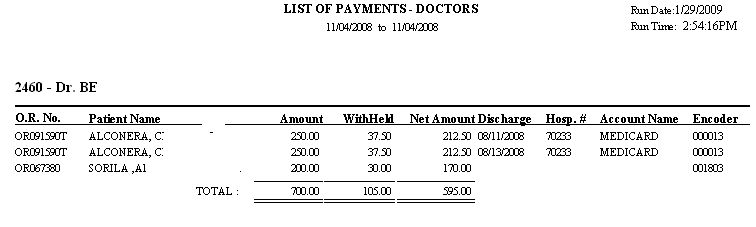 LIST OF PAYMENTS - DOCTORS
11/04/2008 to 11/04/2008
Run Date:1/29/2009
Run Time: 2:54:16PM
2460 - Dr. BE
O.R. No. Patient Name Amount WithHeld Net Amount Discharge Hosp. # Account Name Encoder
OR091590T ALCONERA, C. 250.00 37.50 212.50 08/11/2008 70233 MEDICARD 000013
OR091590T ALCONERA, C. 250.00 37.50 212.50 08/13/2008 70233 MEDICARD 000013
OR067380 SORILA ,Al 200.00 30.00 170.00 001803
TOTAL : 700.00 105.00 595.00